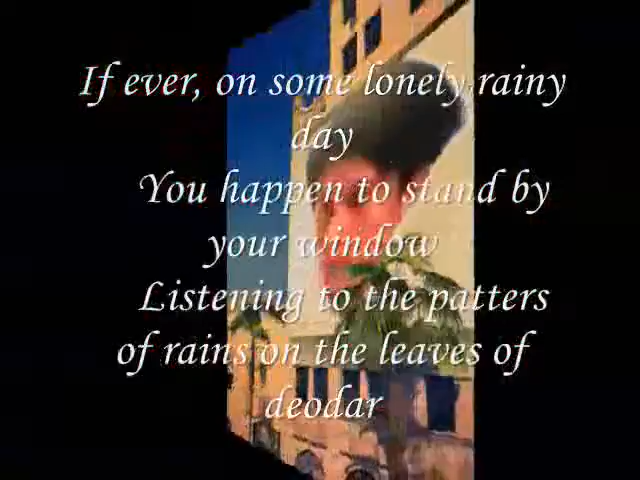 If ever, on some lonely rainy
day
You happen to stand by
your window
Listening to the patters
of rains on the leaves of
deodar